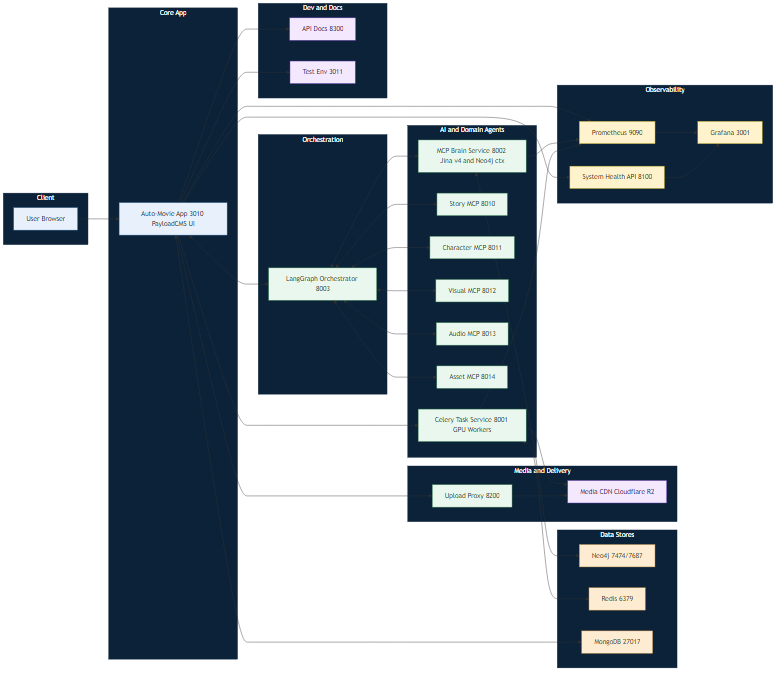 Client
User Browser
Core App
Auto-Movie App 3010
PayloadCMS UI
Dev and Docs
API Docs 8300
Test Env 3011
Orchestration
LangGraph Orchestrator
8003
AI and Domain Agents
MCP Brain Service 8002
Jina v4 and Neo4j ctx
Story MCP 8010
Character MCP 8011
Visual MCP 8012
Audio MCP 8013
Asset MCP 8014
Celery Task Service 8001
GPU Workers
Observability
Prometheus 9090
Grafana 3001
System Health API 8100
Media and Delivery
Upload Proxy 8200
Media CDN Cloudflare R2
Data Stores
Neo4j 7474/7687
Redis 6379
MongoDB 27017